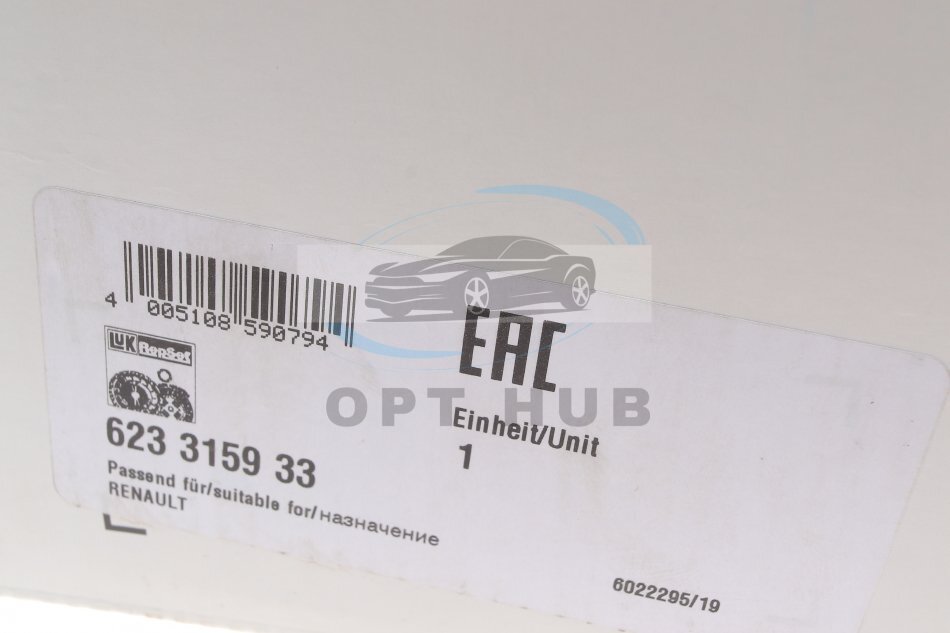 4 005108 590794
LUK RepSet
623 3159 33
Passend für/suitable for/назначение
RENAULT
EAC
Einheit/Unit
1
6022295/19
OPT HUB